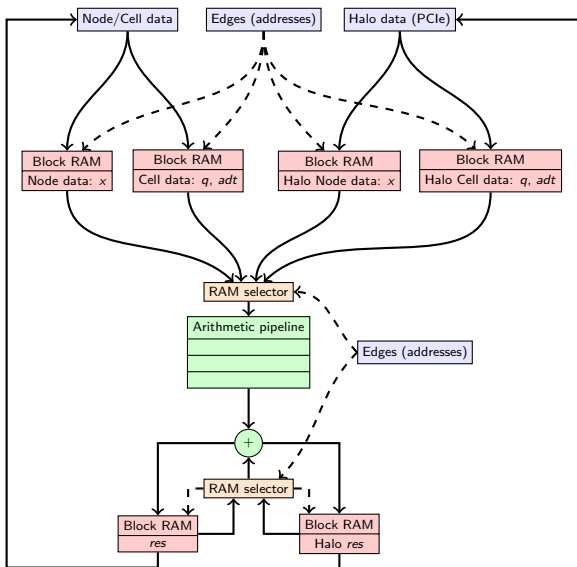 Node/Cell data
Edges (addresses)
Halo data (PCIe)
Block RAM
Node data: x
Block RAM
Cell data: q, adt
Block RAM
Halo Node data: x
Block RAM
Halo Cell data: q, adt
RAM selector
Arithmetic pipeline
Edges (addresses)
+
RAM selector
Block RAM
res
Block RAM
Halo res